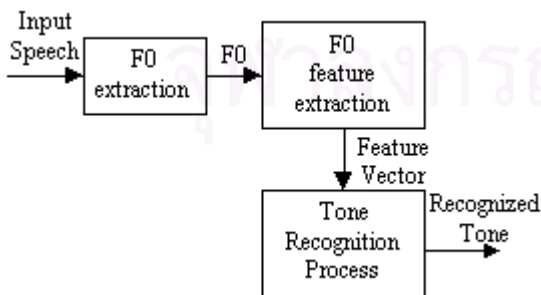 Input
Speech
F0
extraction
F0
F0
feature
extraction
Feature
Vector
Tone
Recognition
Process
Recognized
Tone